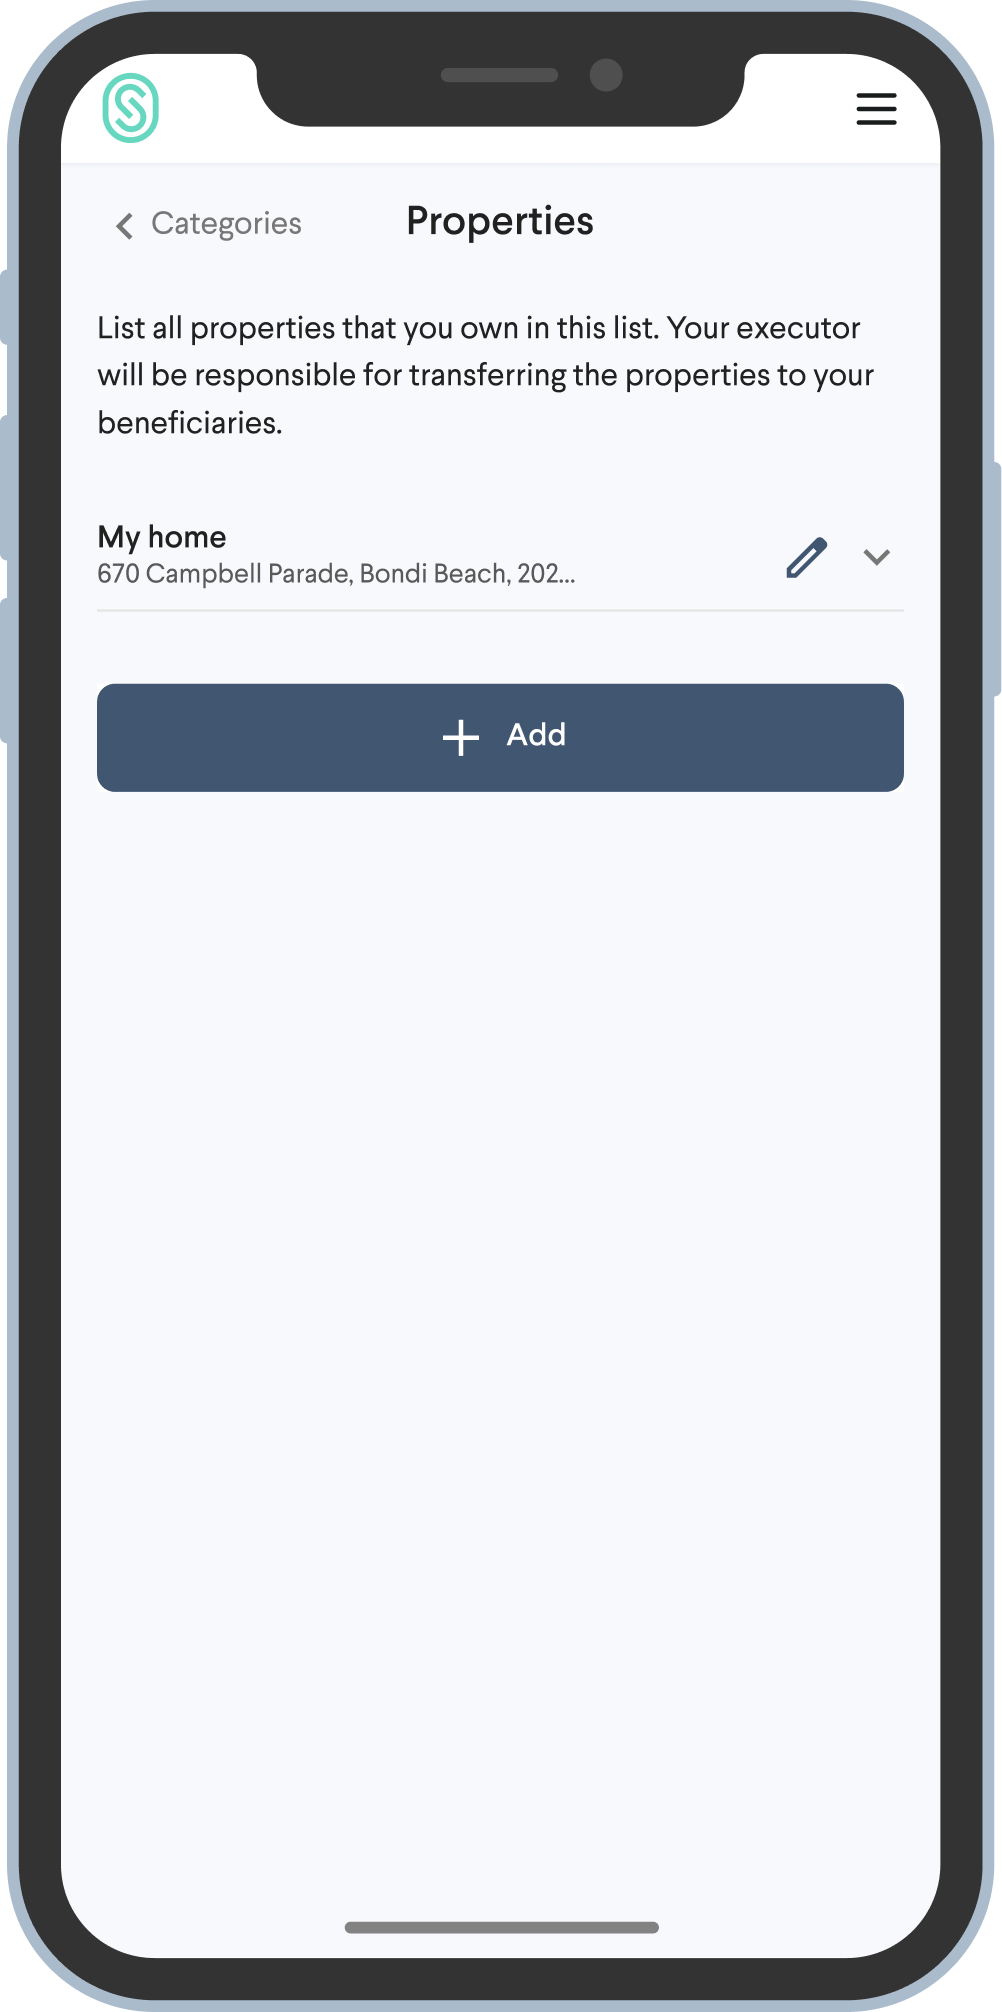 Categories
Properties
List all properties that you own in this list. Your executor
will be responsible for transferring the properties to your
beneficiaries.
My home
670 Campbell Parade, Bondi Beach, 202...
Add